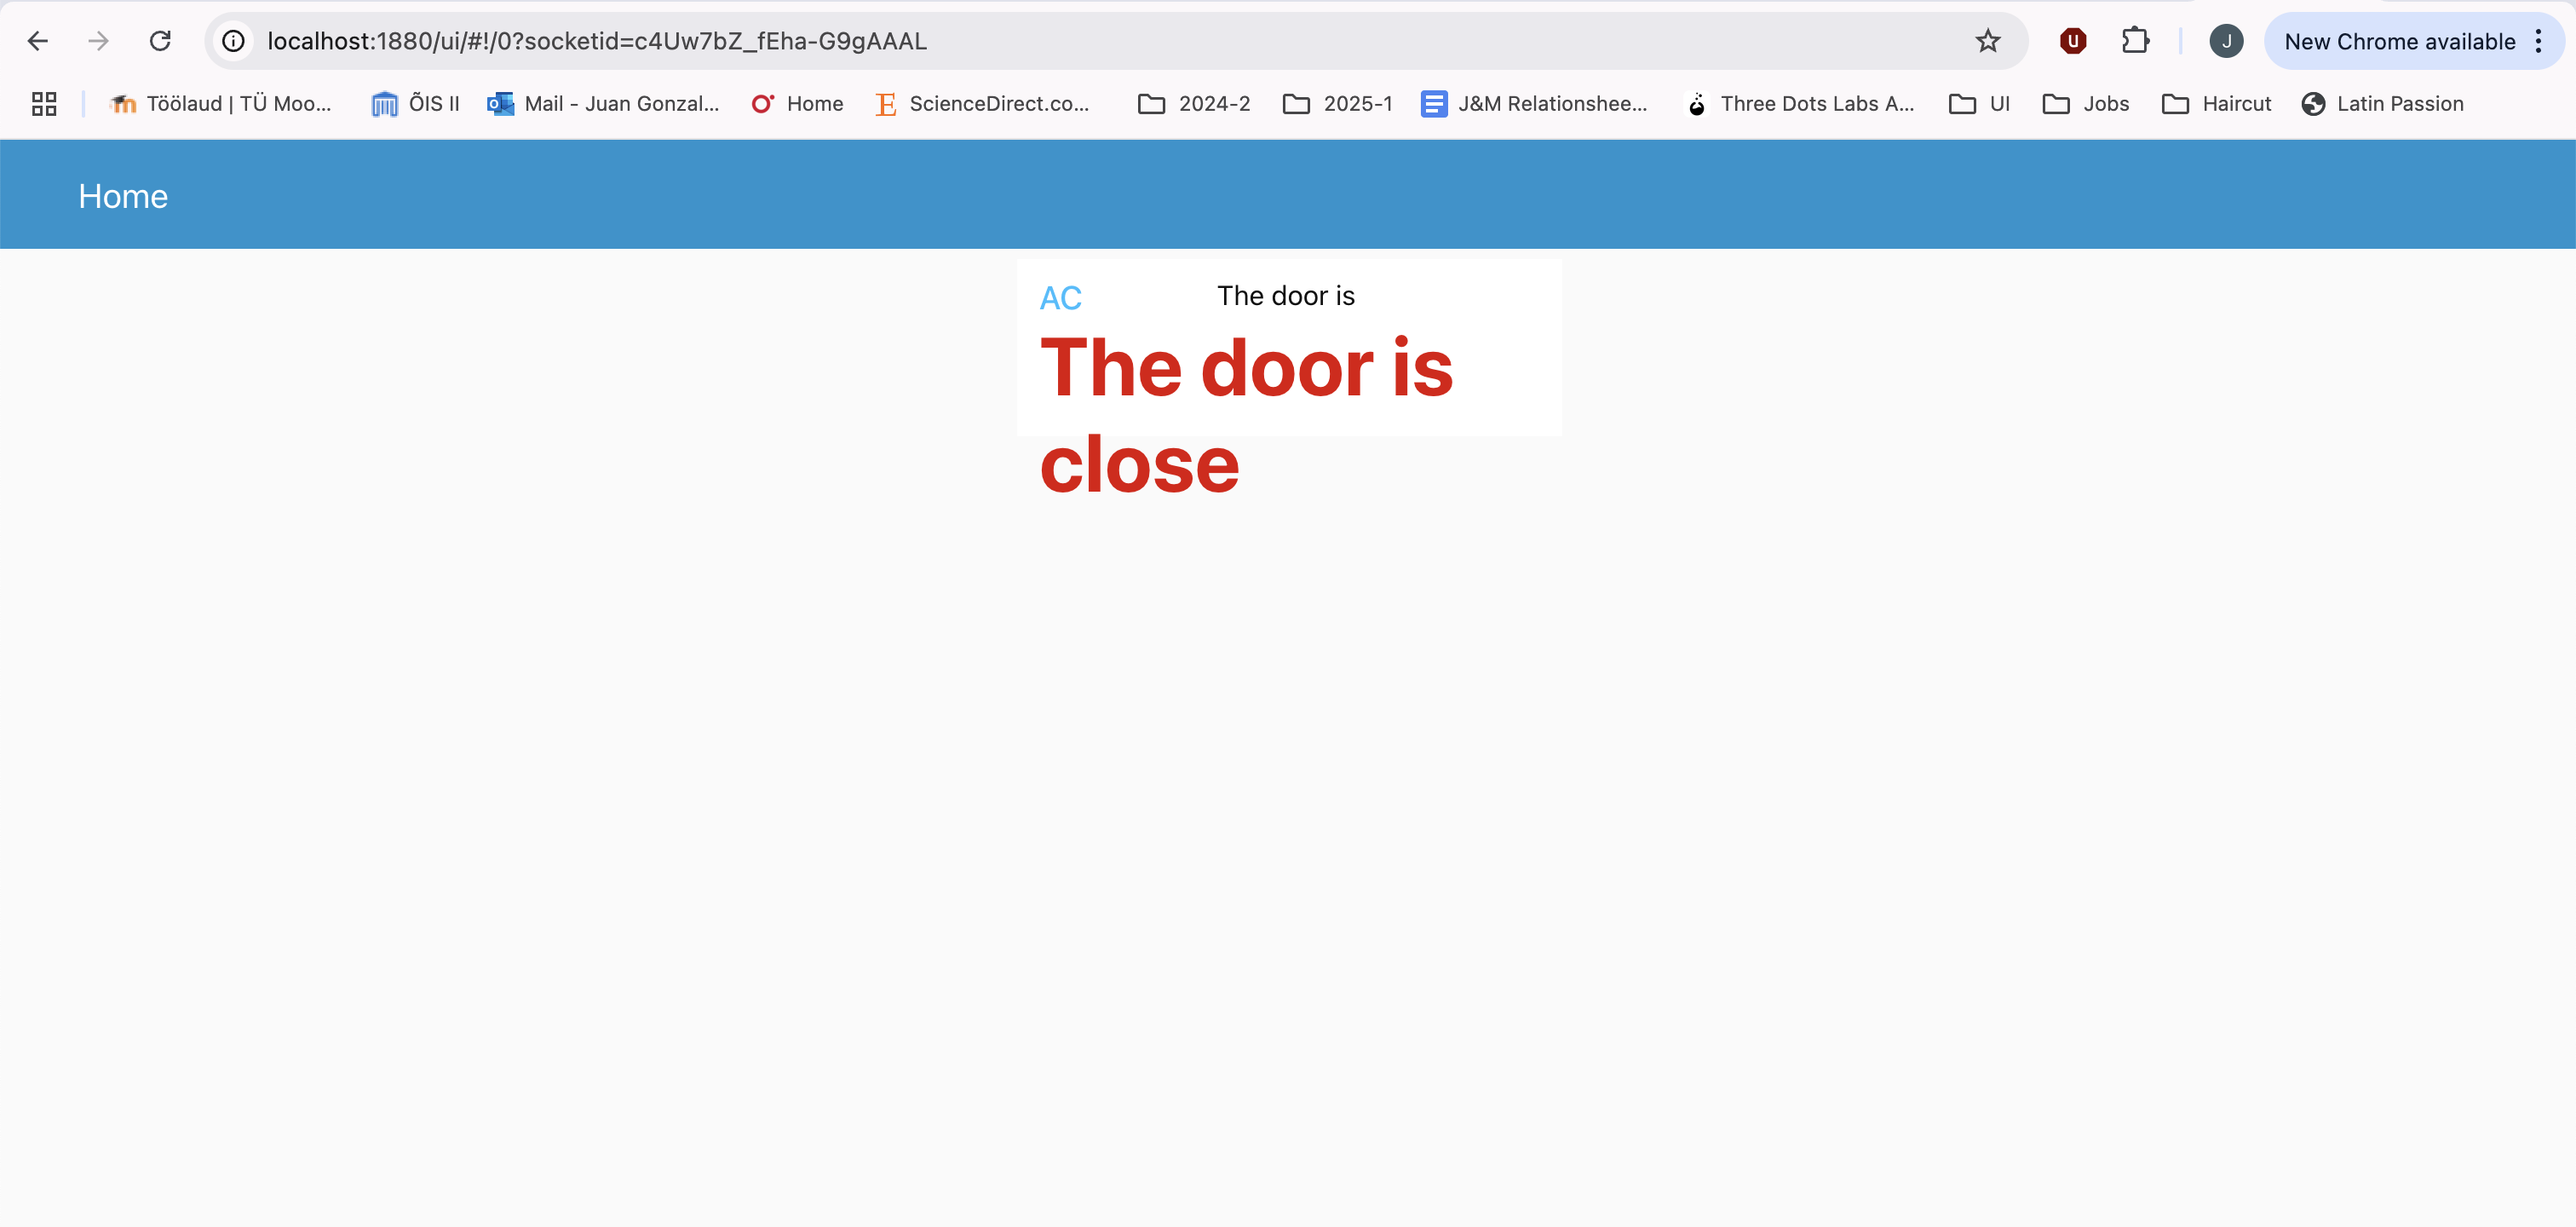 localhost:1880/ui/#!/0?socketid=c4Uw7bZ_fEha-G9gAAAL
U
J
New Chrome available
Töölaud | TÜ Moo...
ÕIS II
Mail - Juan Gonzal...
Home
ScienceDirect.co...
2024-2
2025-1
J&M Relationshee...
Three Dots Labs A...
UI
Jobs
Haircut
Latin Passion
Home
AC
The door is
The door is
close